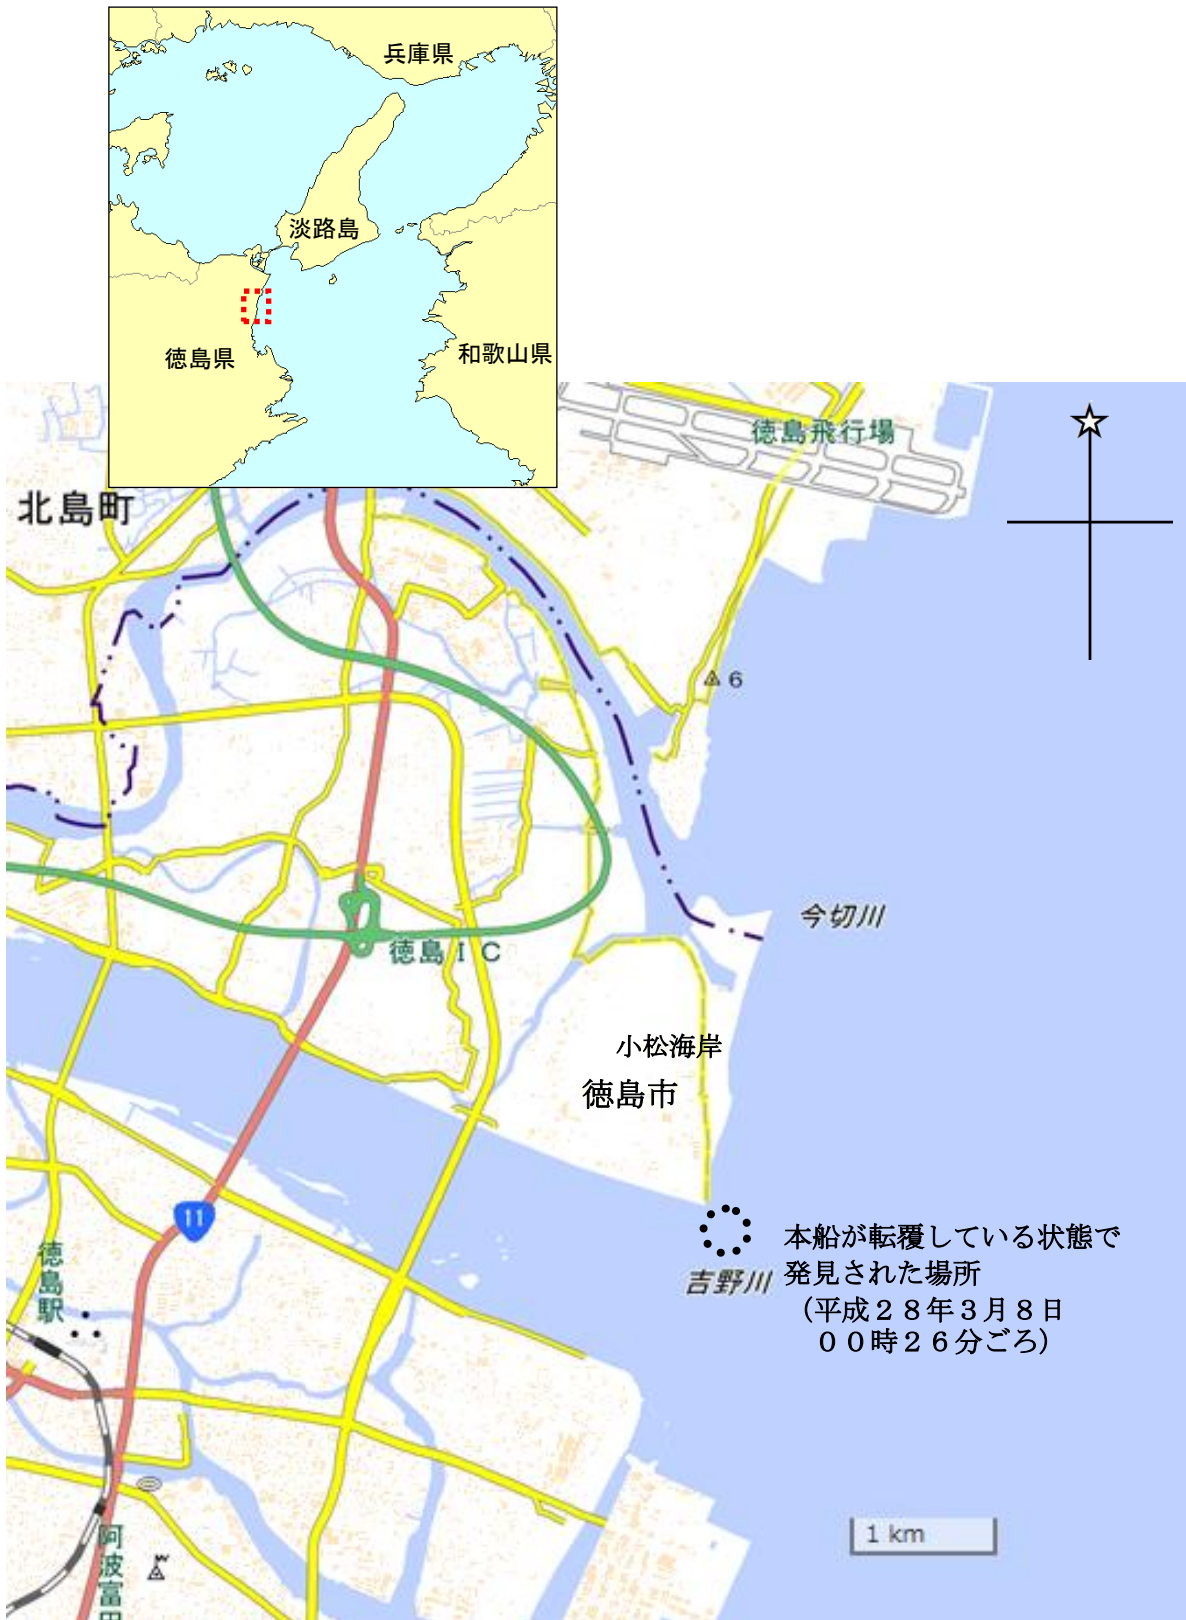 兵庫県
淡路島
徳島県
和歌山県
徳島飛行場
北島町
6
今切川
徳島IC
小松海岸
徳島市
11
本船が転覆している状態で
発見された場所
(平成28年3月8日
00時26分ごろ)
吉野川
徳島駅
1 km
阿波富田